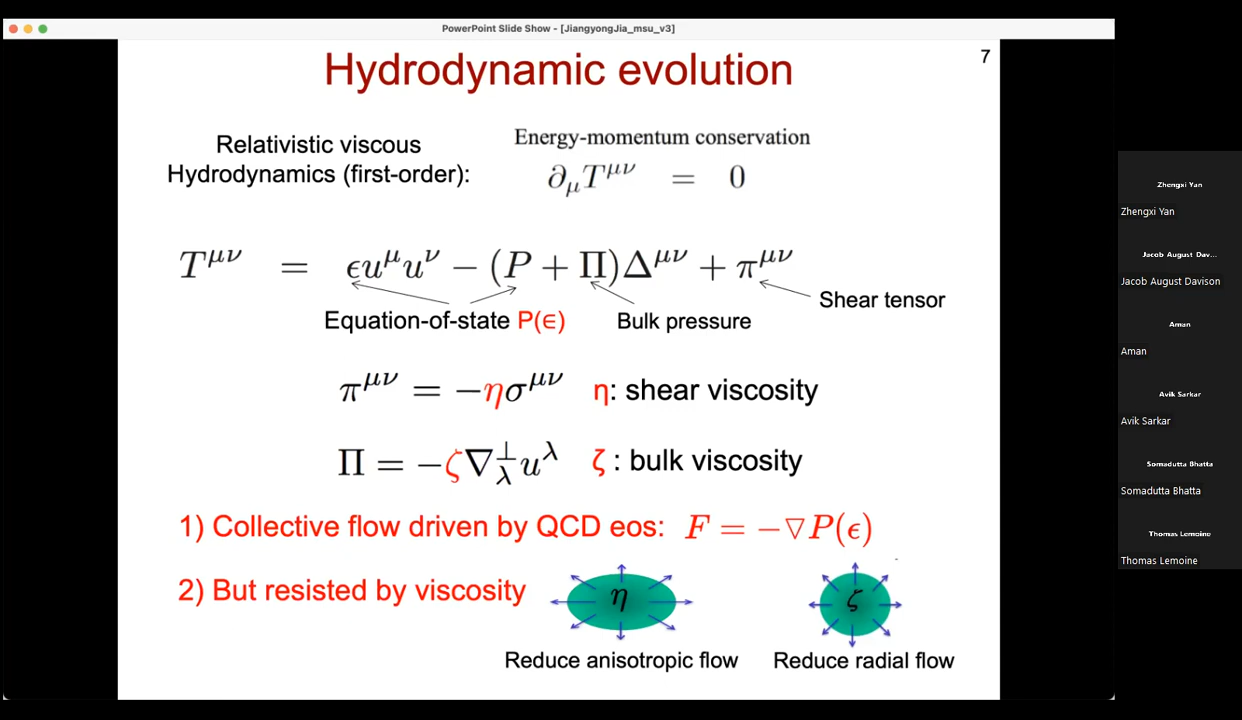 PowerPoint Slide Show - [JiangyongJia_msu_v3]
Hydrodynamic evolution
7
Relativistic viscous
Hydrodynamics (first-order):
Energy-momentum conservation
∂_μ T^{μν} = 0
T^{μν} = ϵu^μ u^ν − (P + Π)Δ^{μν} + π^{μν}
Shear tensor
Equation-of-state P(∈)
Bulk pressure
π^{μν} = −ησ^{μν} η: shear viscosity
Π = −ζ∇^⊥_λ u^λ ζ : bulk viscosity
1) Collective flow driven by QCD eos: F = −▽P(ϵ)
2) But resisted by viscosity
η
ζ
Reduce anisotropic flow
Reduce radial flow
Zhengxi Yan
Zhengxi Yan
Jacob August Dav...
Jacob August Davison
Aman
Aman
Avik Sarkar
Avik Sarkar
Somadutta Bhatta
Somadutta Bhatta
Thomas Lemoine
Thomas Lemoine